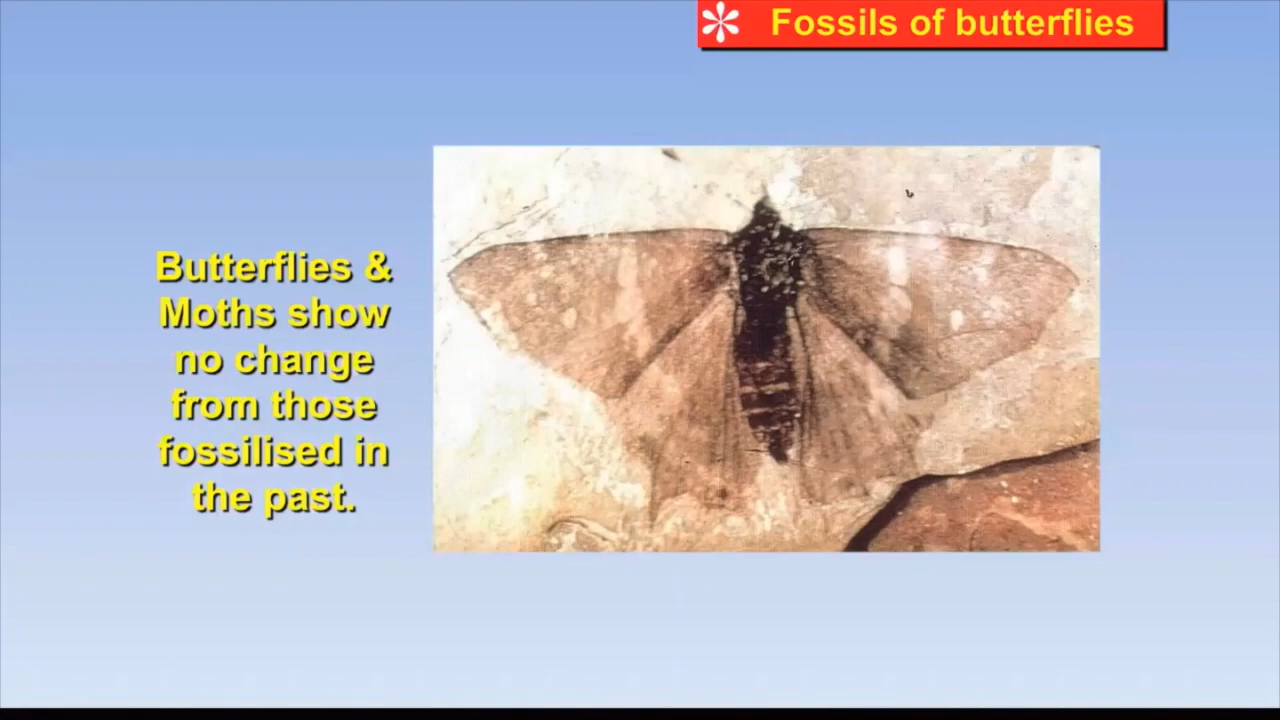 Fossils of butterflies
Butterflies &
Moths show
no change
from those
fossilised in
the past.